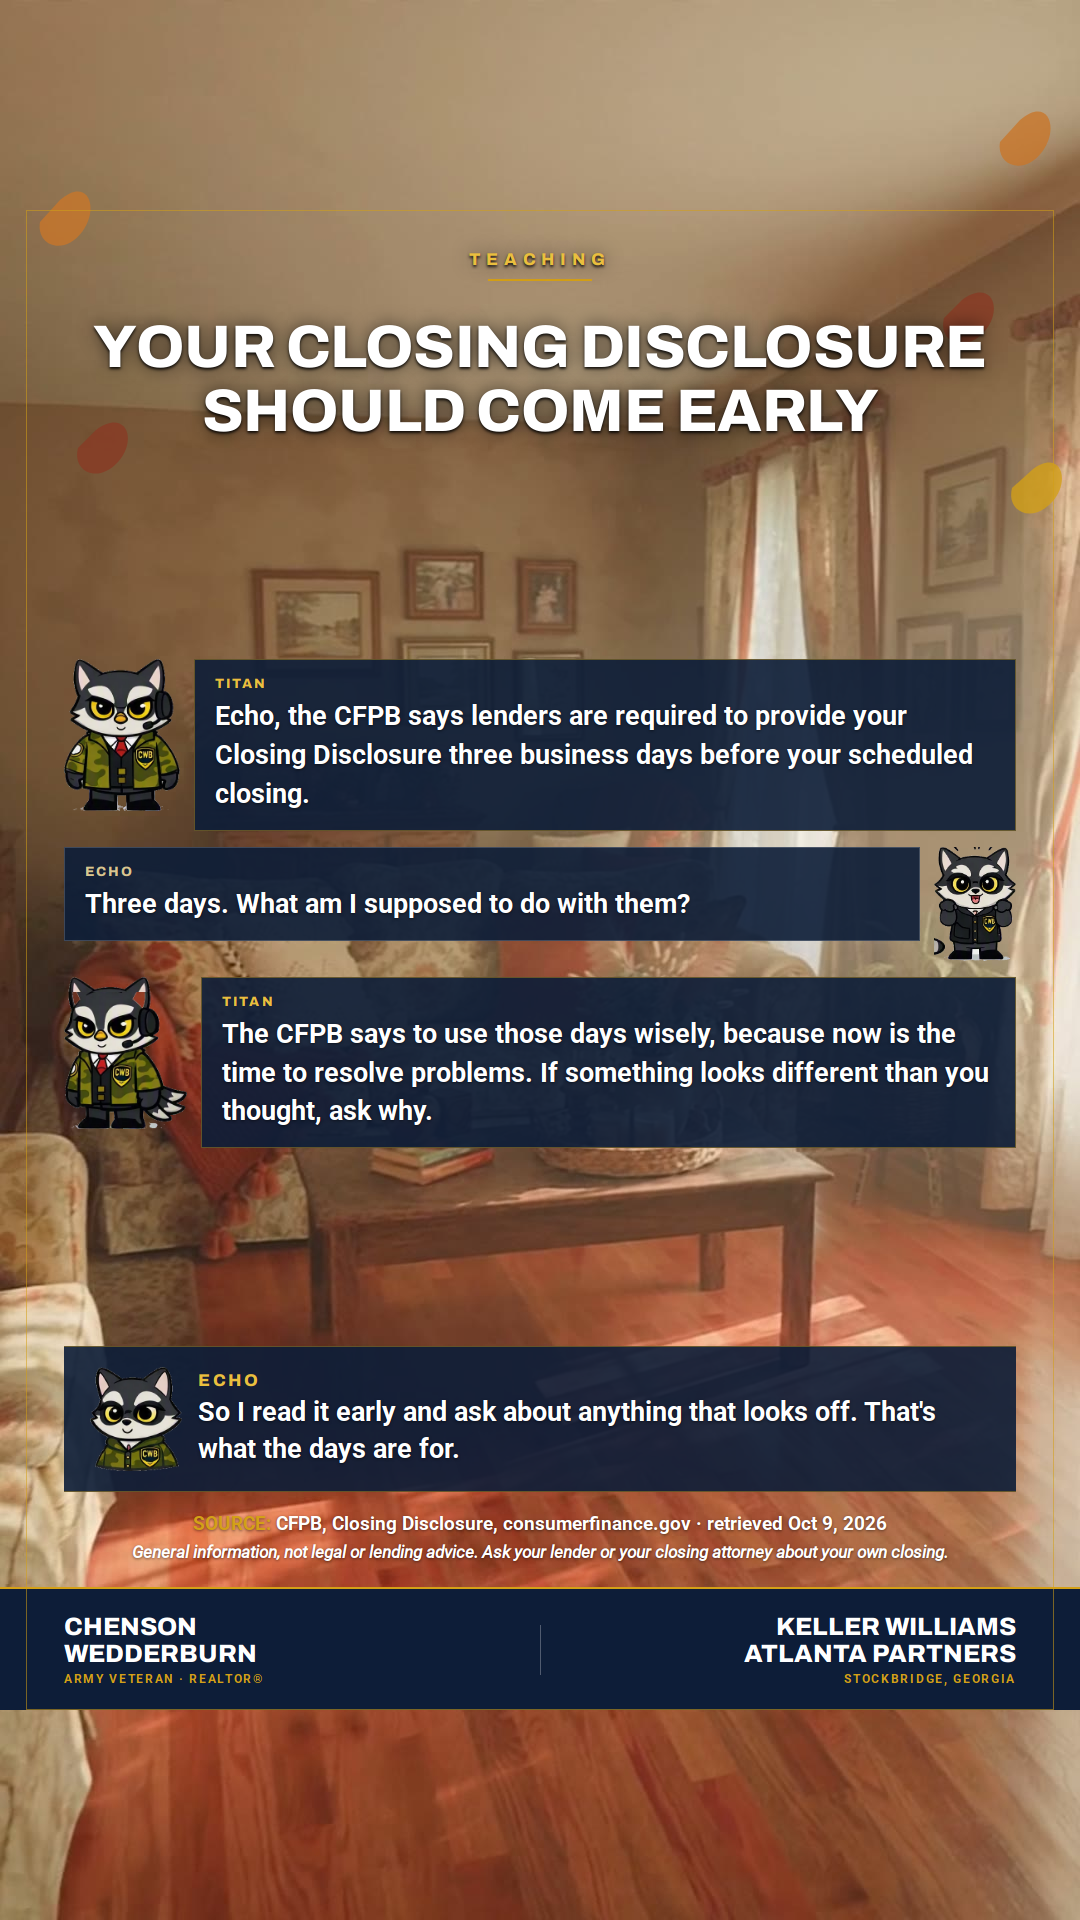 TEACHING
YOUR CLOSING DISCLOSURE
SHOULD COME EARLY
TITAN
Echo, the CFPB says lenders are required to provide your
Closing Disclosure three business days before your scheduled
closing.
CWB
ECHO
Three days. What am I supposed to do with them?
CWB
TITAN
The CFPB says to use those days wisely, because now is the
time to resolve problems. If something looks different than you
thought, ask why.
CWB
ECHO
So I read it early and ask about anything that looks off. That's
what the days are for.
CWB
SOURCE: CFPB, Closing Disclosure, consumerfinance.gov · retrieved Oct 9, 2026
General information, not legal or lending advice. Ask your lender or your closing attorney about your own closing.
CHENSON
WEDDERBURN
ARMY VETERAN · REALTOR®
KELLER WILLIAMS
ATLANTA PARTNERS
STOCKBRIDGE, GEORGIA